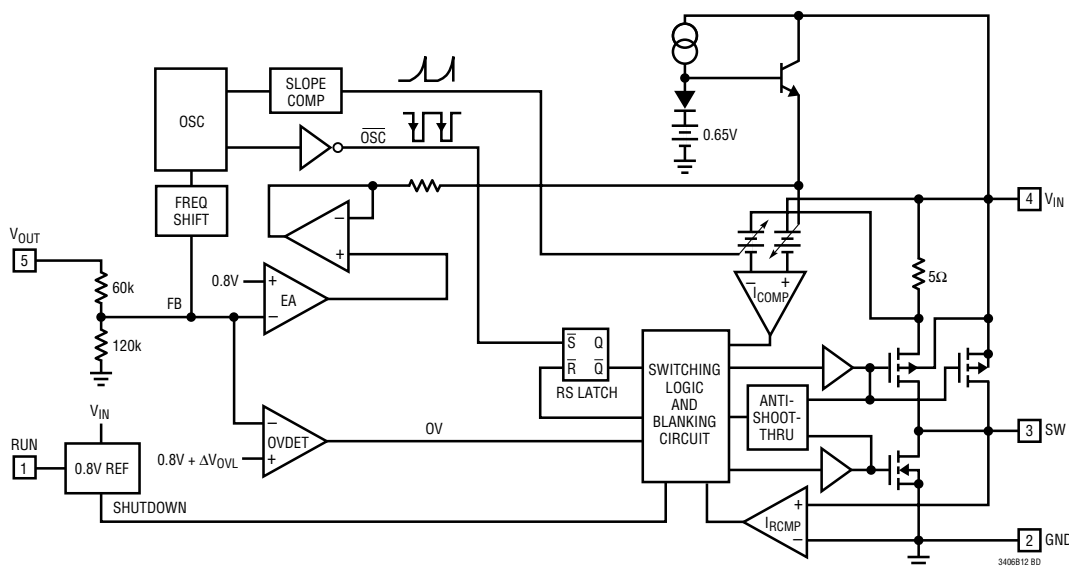 OSC
SLOPE
COMP
OSC
0.65V
FREQ
SHIFT
4
VIN
VOUT
5
60k
−
+
0.8V
+
EA
−
FB
120k
−
+
ICOMP
5Ω
S
Q
R
Q
RS LATCH
SWITCHING
LOGIC
AND
BLANKING
CIRCUIT
ANTI-
SHOOT-
THRU
3
SW
VIN
RUN
1
0.8V REF
−
OVDET
+
0.8V + ΔVOVL
OV
SHUTDOWN
+
IRCMP
−
2
GND
3406B12 BD